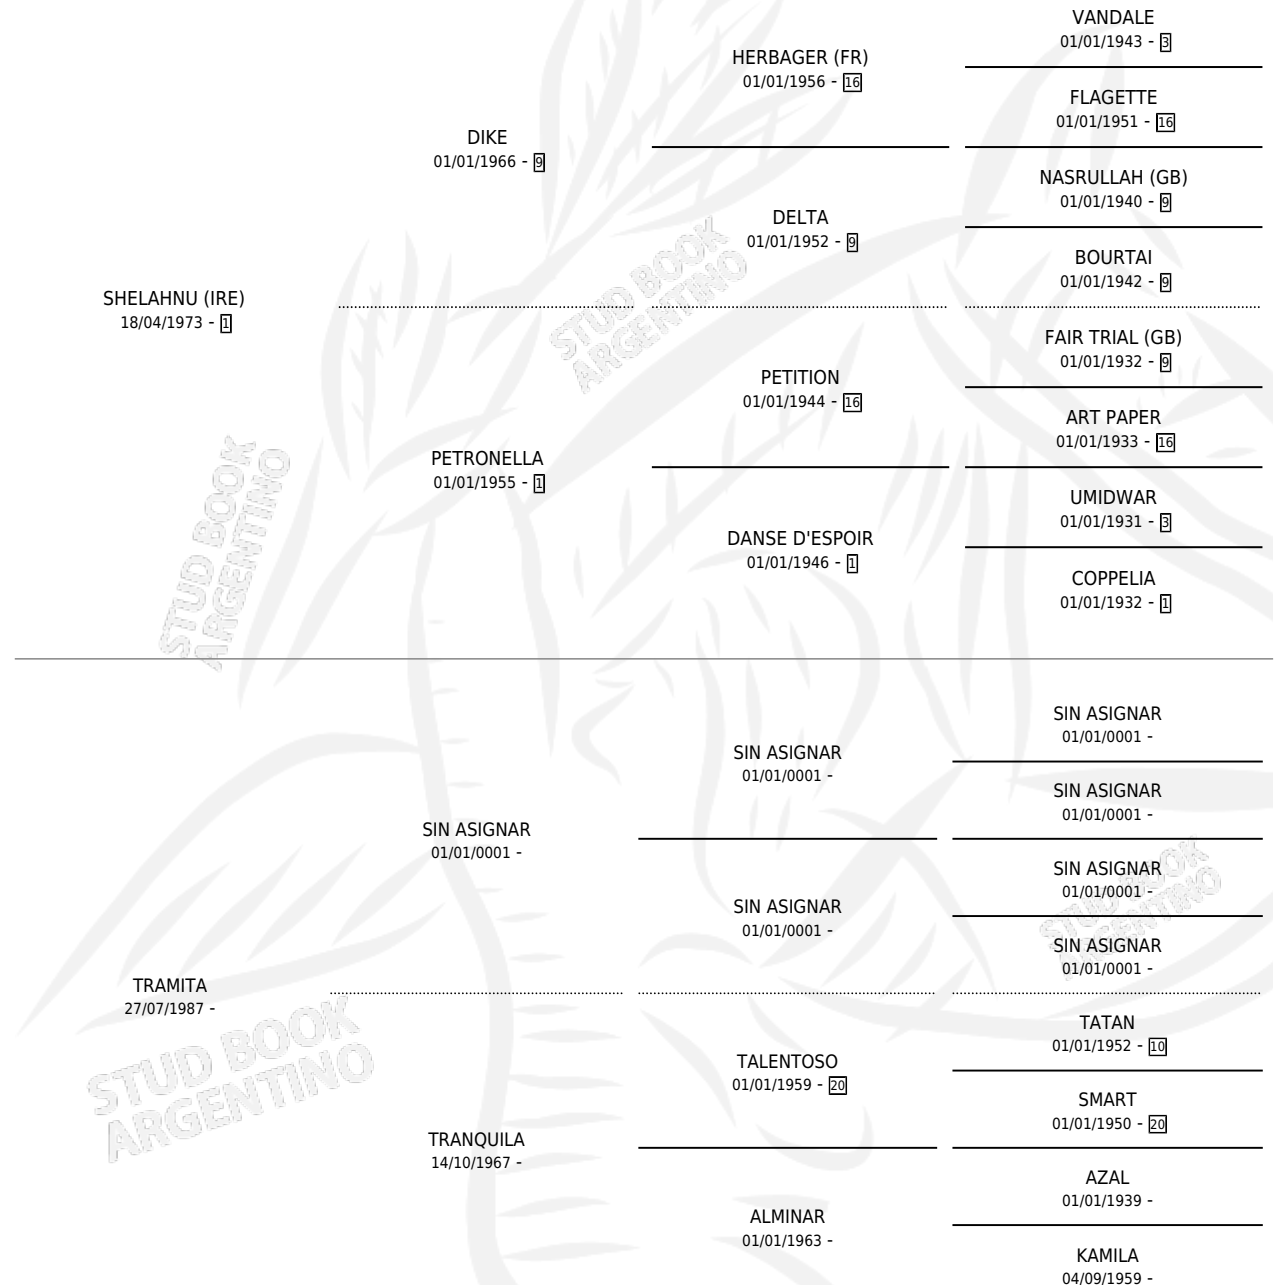 VANDALE
01/01/1943 - 3
HERBAGER (FR)
01/01/1956 - 16
FLAGETTE
01/01/1951 - 16
DIKE
01/01/1966 - 9
NASRULLAH (GB)
01/01/1940 - 9
DELTA
01/01/1952 - 9
BOURTAI
01/01/1942 - 9
SHELAHNU (IRE)
18/04/1973 - 1
FAIR TRIAL (GB)
01/01/1932 - 9
PETITION
01/01/1944 - 16
ART PAPER
01/01/1933 - 16
PETRONELLA
01/01/1955 - 1
UMIDWAR
01/01/1931 - 3
DANSE D'ESPOIR
01/01/1946 - 1
COPPELIA
01/01/1932 - 1
SIN ASIGNAR
01/01/0001 -
SIN ASIGNAR
01/01/0001 -
SIN ASIGNAR
01/01/0001 -
SIN ASIGNAR
01/01/0001 -
SIN ASIGNAR
01/01/0001 -
SIN ASIGNAR
01/01/0001 -
SIN ASIGNAR
01/01/0001 -
TRAMITA
27/07/1987 -
TATAN
01/01/1952 - 10
TALENTOSO
01/01/1959 - 20
SMART
01/01/1950 - 20
TRANQUILA
14/10/1967 -
AZAL
01/01/1939 -
ALMINAR
01/01/1963 -
KAMILA
04/09/1959 -
STUD BOOK
ARGENTINO
STUD BOOK
ARGENTINO
STUD BOOK
ARGENTINO
STUD BOOK
ARGENTINO